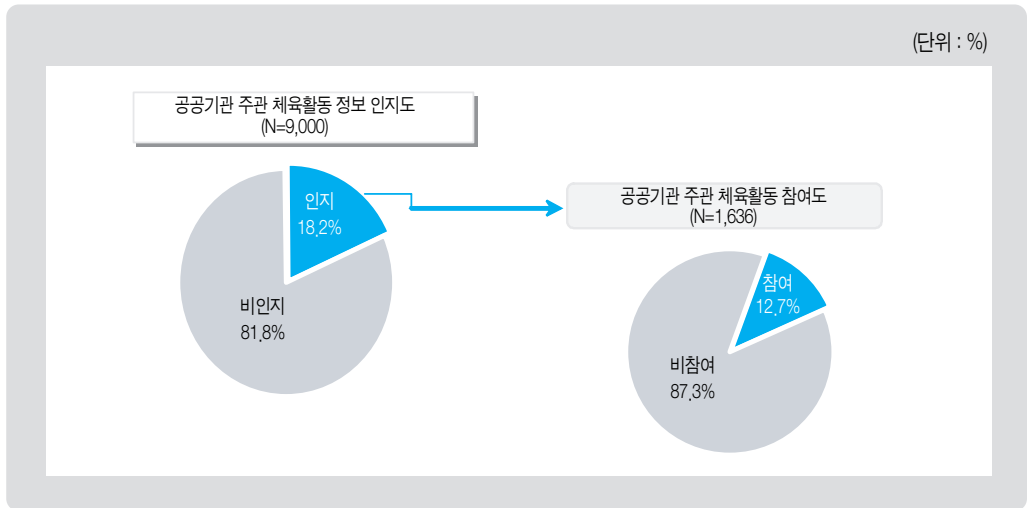 (단위 : %)
공공기관 주관 체육활동 정보 인지도
(N=9,000)
인지
18.2%
비인지
81.8%
공공기관 주관 체육활동 참여도
(N=1,636)
참여
12.7%
비참여
87.3%